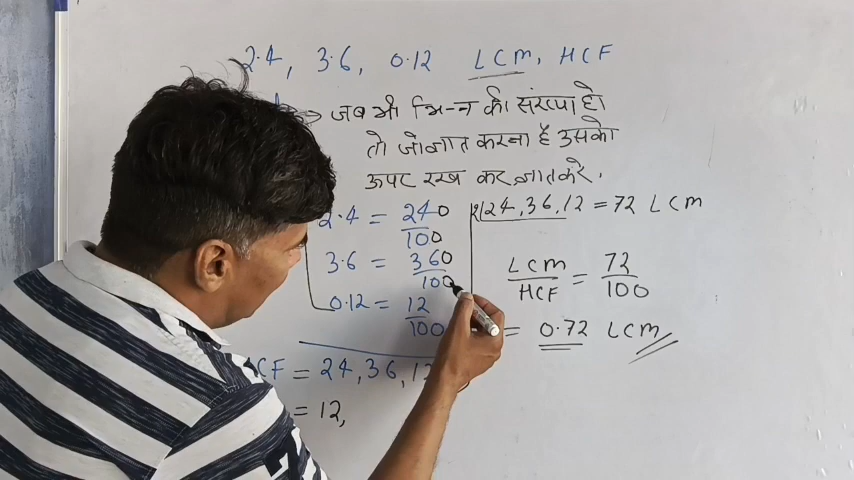 2.4, 3.6, 0.12 LCM, HCF
जब भी भिन्न की संख्या हो
तो जो ज्ञात करना है उसको
ऊपर रख कर ज्ञात करे.
2.4 = 240/100
3.6 = 360/100
0.12 = 12/100
24, 36, 12 = 72 LCM
LCM/HCF = 72/100
= 0.72 LCM
HCF = 24, 36, 12
= 12,